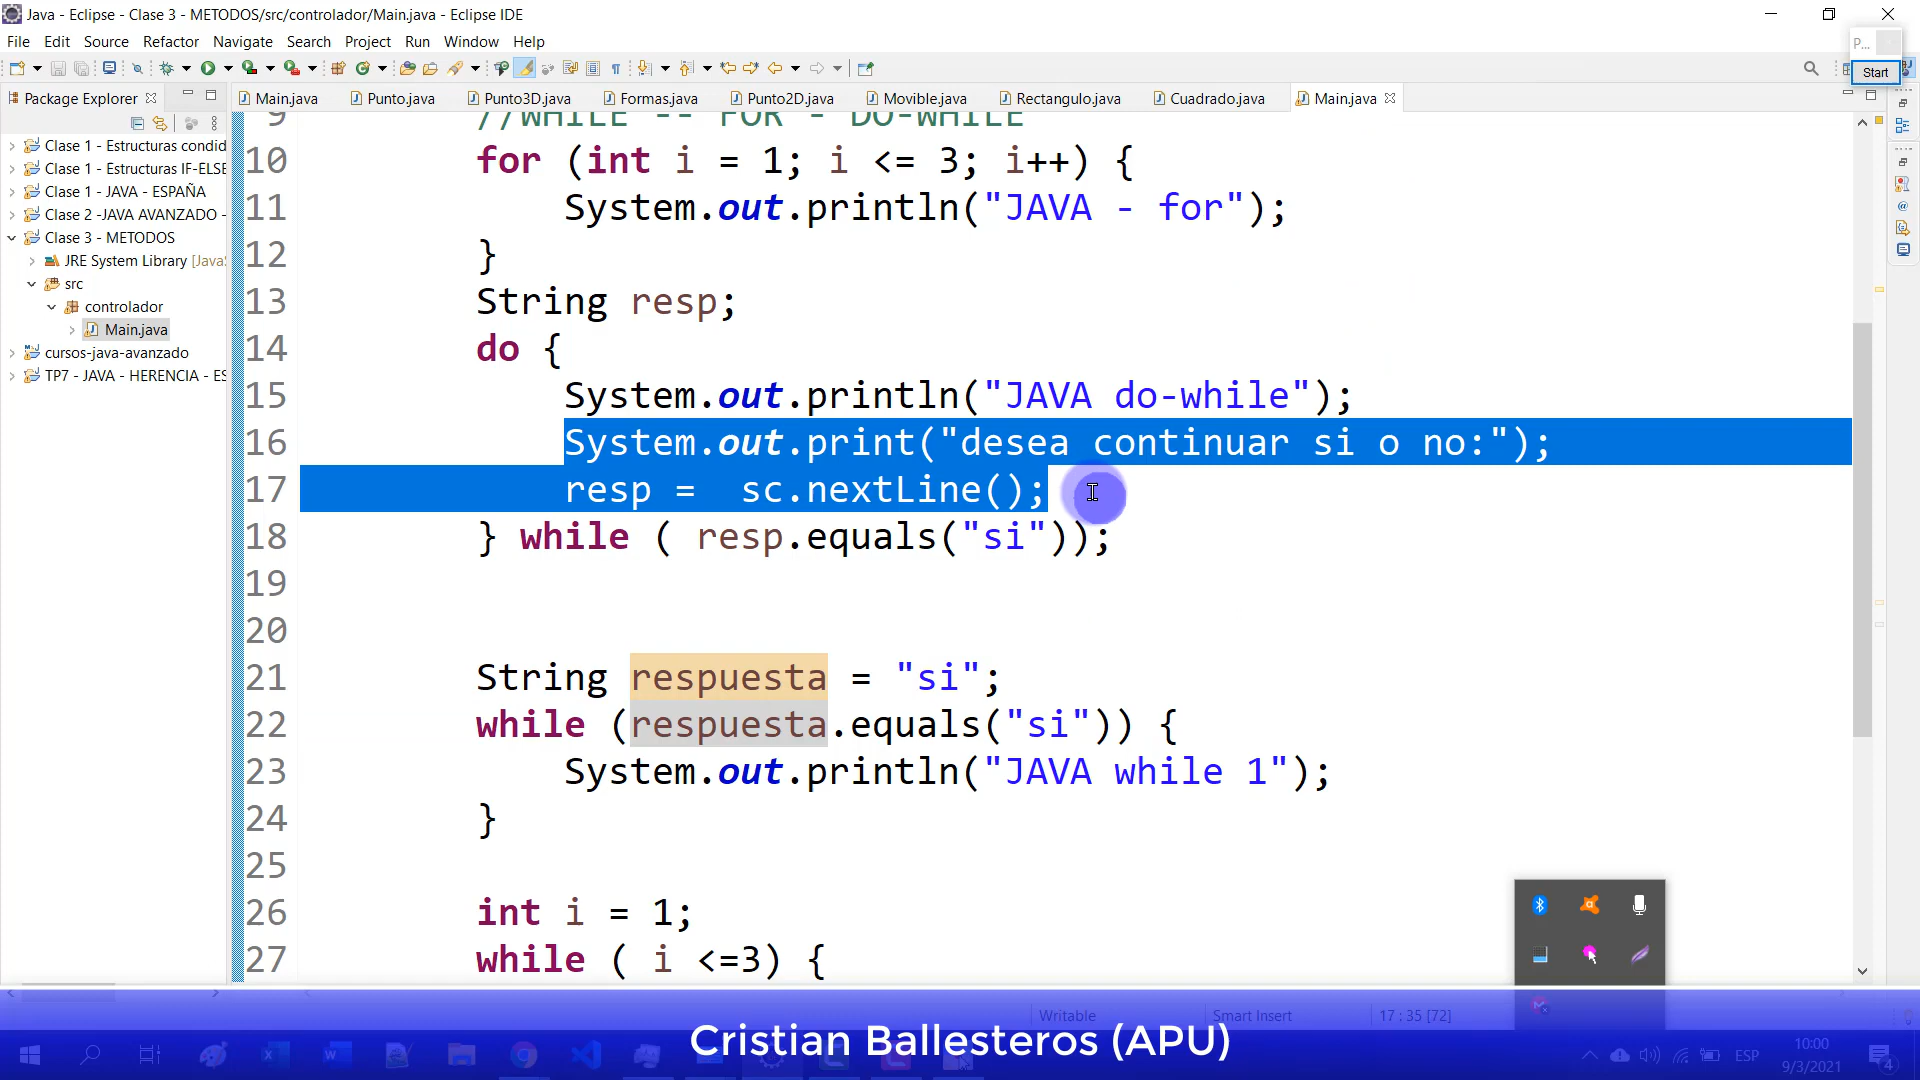 Java - Eclipse - Clase 3 - METODOS/src/controlador/Main.java - Eclipse IDE
File Edit Source Refactor Navigate Search Project Run Window Help
P...
Start
Package Explorer
Main.java Punto.java Punto3D.java Formas.java Punto2D.java Movible.java Rectangulo.java Cuadrado.java Main.java
Clase 1 - Estructuras condid
Clase 1 - Estructuras IF-ELSE
Clase 1 - JAVA - ESPAÑA
Clase 2 -JAVA AVANZADO -
Clase 3 - METODOS
JRE System Library [Java
src
controlador
Main.java
cursos-java-avanzado
TP7 - JAVA - HERENCIA - ES
9 //WHILE -- FOR - DO-WHILE
10 for (int i = 1; i <= 3; i++) {
11 System.out.println("JAVA - for");
12 }
13 String resp;
14 do {
15 System.out.println("JAVA do-while");
16 System.out.print("desea continuar si o no:");
17 resp =  sc.nextLine();
18 } while ( resp.equals("si"));
19
20
21 String respuesta = "si";
22 while (respuesta.equals("si")) {
23 System.out.println("JAVA while 1");
24 }
25
26 int i = 1;
27 while ( i <=3) {
Writable Smart Insert 17 : 35 [72]
Cristian Ballesteros (APU)
ESP
10:00
9/3/2021
4